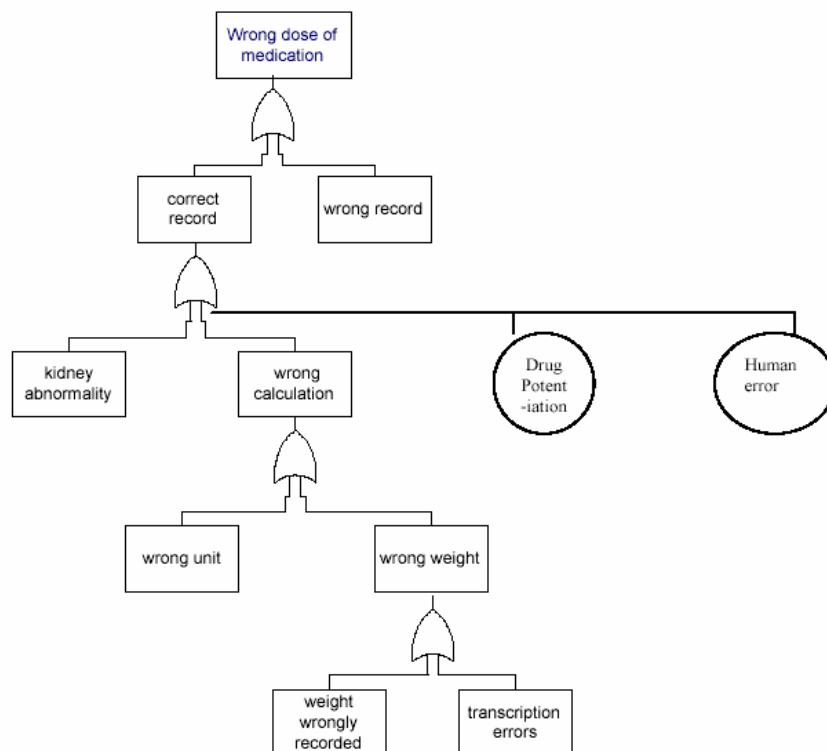 Wrong dose of
medication
correct
record
wrong record
kidney
abnormality
wrong
calculation
Drug
Potent
-iation
Human
error
wrong unit
wrong weight
weight
wrongly
recorded
transcription
errors